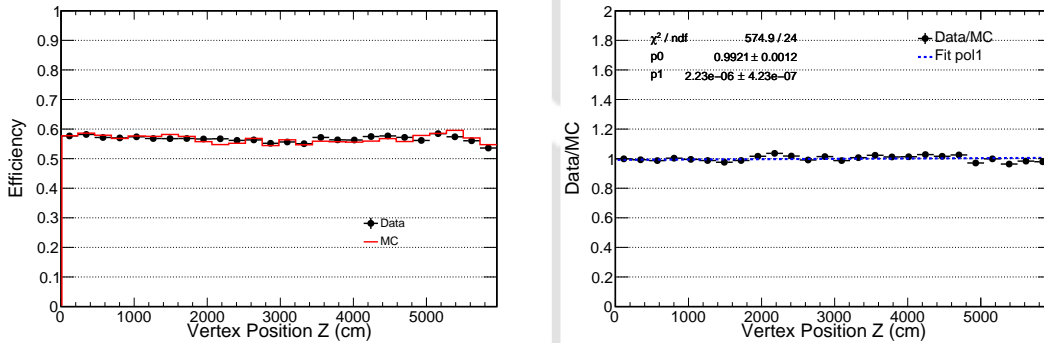 1
0.9
0.8
0.7
0.6
0.5
0.4
0.3
0.2
0.1
0
Efficiency
Data
MC
0 1000 2000 3000 4000 5000
Vertex Position Z (cm)
2
1.8
1.6
1.4
1.2
1
0.8
0.6
0.4
0.2
0
Data/MC
χ² / ndf 574.9 / 24
p0 0.9921 ± 0.0012
p1 2.23e−06 ± 4.23e−07
Data/MC
Fit pol1
0 1000 2000 3000 4000 5000
Vertex Position Z (cm)